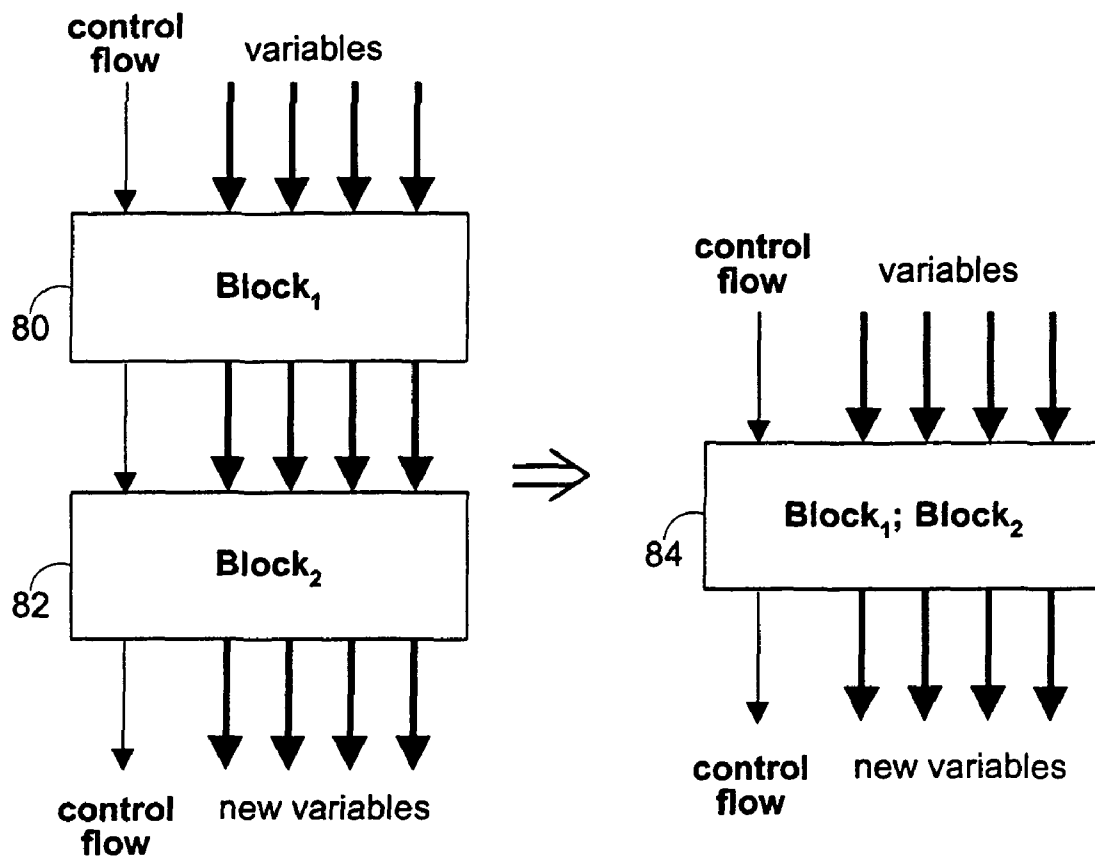 control
flow
variables
Block₁
80
Block₂
82
control
flow
new variables
control
flow
variables
Block₁; Block₂
84
control
flow
new variables